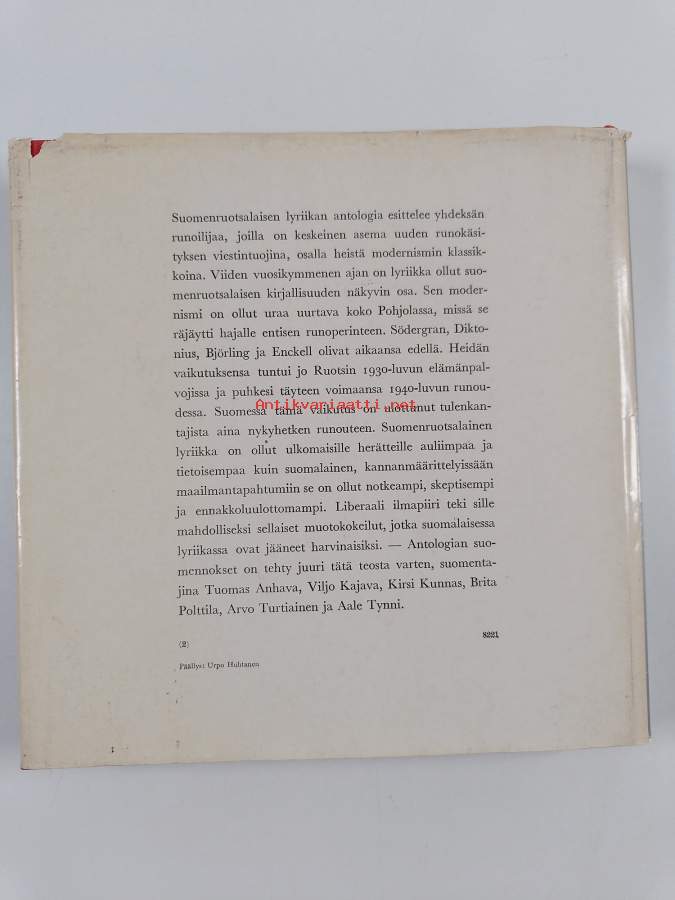 Suomenruotsalaisen lyriikan antologia esittelee yhdeksän
runoilijaa, joilla on keskeinen asema uuden runokäsi-
tyksen viestintuojina, osalla heistä modernismin klassik-
koina. Viiden vuosikymmenen ajan on lyriikka ollut suo-
menruotsalaisen kirjallisuuden näkyvin osa. Sen moder-
nismi on ollut uraa uurtava koko Pohjolassa, missä se
räjäytti hajalle entisen runoperinteen. Södergran, Dikto-
nius, Björling ja Enckell olivat aikaansa edellä. Heidän
vaikutuksensa tuntui jo Ruotsin 1930-luvun elämänpal-
vojissa ja puhkesi täyteen voimaansa 1940-luvun runou-
Antikvariaatti.net
dessa. Suomessa tämä vaikutus on ulottunut tulenkan-
tajista aina nykyhetken runouteen. Suomenruotsalainen
lyriikka on ollut ulkomaisille herätteille auliimpaa ja
tietoisempaa kuin suomalainen, kannanmäärittelyissään
maailmantapahtumiin se on ollut notkeampi, skeptisempi
ja ennakkoluulottomampi. Liberaali ilmapiiri teki sille
mahdolliseksi sellaiset muotokokeilut, jotka suomalaisessa
lyriikassa ovat jääneet harvinaisiksi. — Antologian suo-
mennokset on tehty juuri tätä teosta varten, suomenta-
jina Tuomas Anhava, Viljo Kajava, Kirsi Kunnas, Brita
Polttila, Arvo Turtiainen ja Aale Tynni.
(2) 8221
Päällys: Urpo Huhtanen